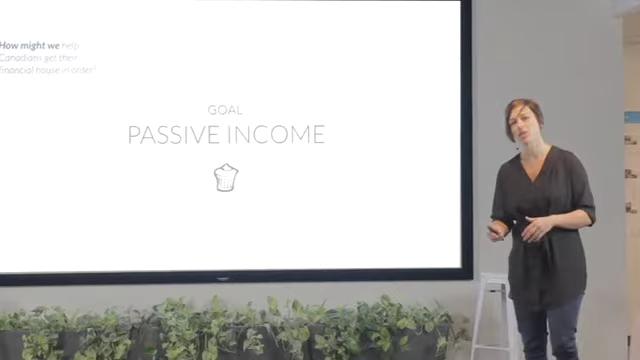 How might we help
Canadians get their
financial house in order?
GOAL
PASSIVE INCOME